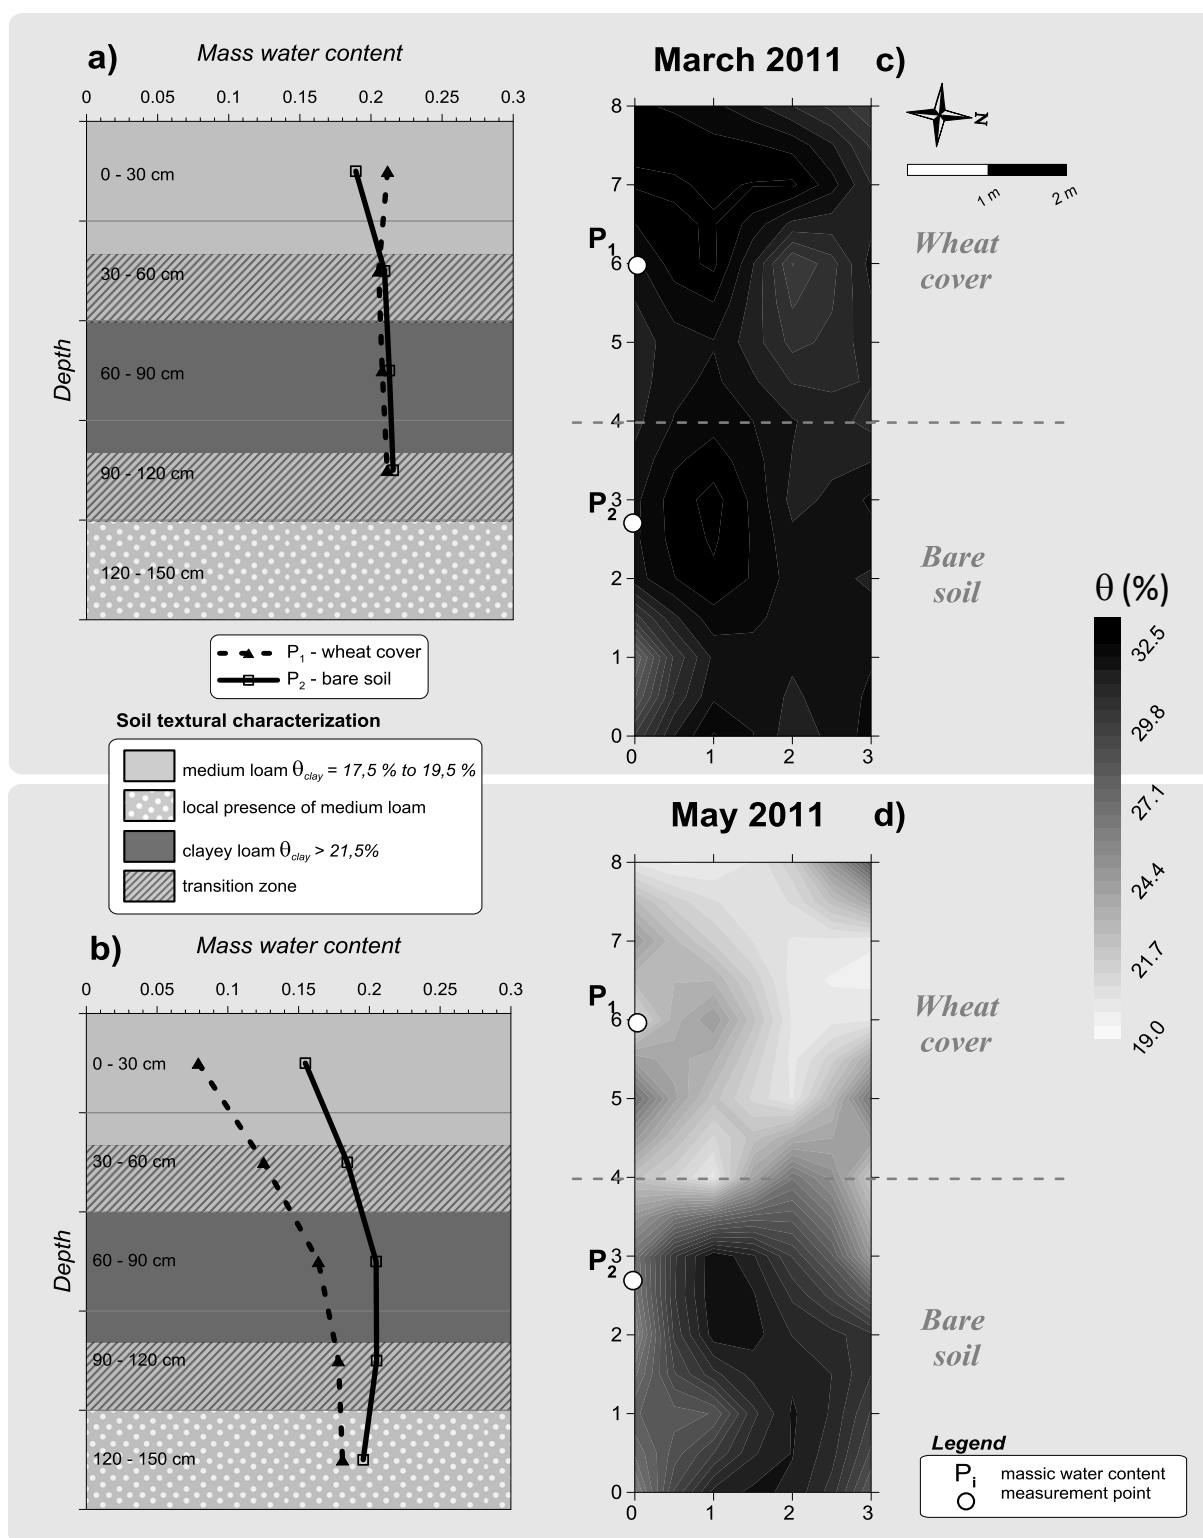 a)
Mass water content
0 0.05 0.1 0.15 0.2 0.25 0.3
Depth
0 - 30 cm
30 - 60 cm
60 - 90 cm
90 - 120 cm
120 - 150 cm
P1 - wheat cover
P2 - bare soil
Soil textural characterization
medium loam θclay = 17,5 % to 19,5 %
local presence of medium loam
clayey loam θclay > 21,5%
transition zone
March 2011 c)
N
1 m 2 m
8
7
P1
6
5
4
P2
3
2
1
0
0 1 2 3
Wheat
cover
Bare
soil
θ (%)
32.5
29.8
27.1
24.4
21.7
19.0
b)
Mass water content
0 0.05 0.1 0.15 0.2 0.25 0.3
Depth
0 - 30 cm
30 - 60 cm
60 - 90 cm
90 - 120 cm
120 - 150 cm
May 2011 d)
8
7
P1
6
5
4
P2
3
2
1
0
0 1 2 3
Wheat
cover
Bare
soil
Legend
Pi massic water content
measurement point